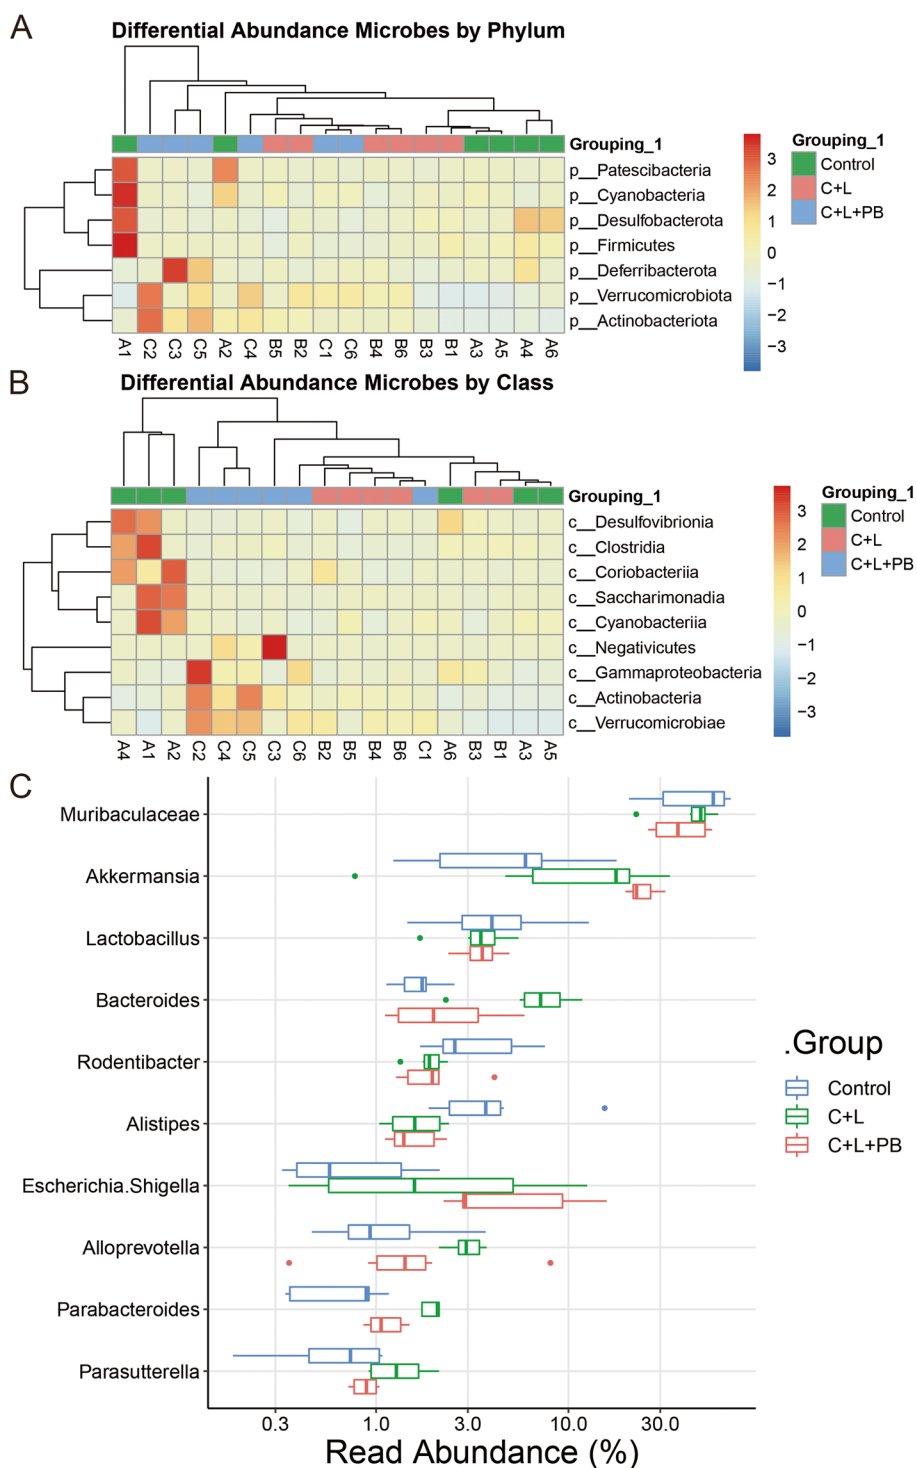 A
Differential Abundance Microbes by Phylum
Grouping_1
p__Patescibacteria
p__Cyanobacteria
p__Desulfobacterota
p__Firmicutes
p__Deferribacterota
p__Verrucomicrobiota
p__Actinobacteriota
A1 C2 C3 C5 A2 C4 B5 B2 C1 C6 B4 B6 B3 B1 A3 A5 A4 A6
3
2
1
0
−1
−2
−3
Grouping_1
Control
C+L
C+L+PB
B
Differential Abundance Microbes by Class
Grouping_1
c__Desulfovibrionia
c__Clostridia
c__Coriobacteriia
c__Saccharimonadia
c__Cyanobacteriia
c__Negativicutes
c__Gammaproteobacteria
c__Actinobacteria
c__Verrucomicrobiae
A4 A1 A2 C2 C4 C5 C3 C6 B2 B5 B4 B6 C1 A6 B3 B1 A3 A5
3
2
1
0
−1
−2
−3
Grouping_1
Control
C+L
C+L+PB
C
Muribaculaceae
Akkermansia
Lactobacillus
Bacteroides
Rodentibacter
Alistipes
Escherichia.Shigella
Alloprevotella
Parabacteroides
Parasutterella
0.3 1.0 3.0 10.0 30.0
Read Abundance (%)
.Group
Control
C+L
C+L+PB